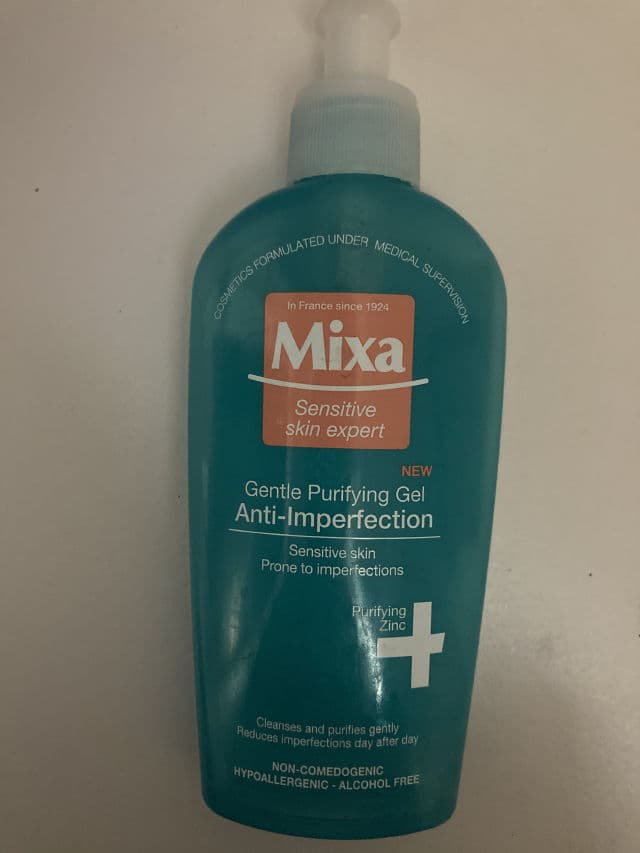 COSMETICS FORMULATED UNDER MEDICAL SUPERVISION
In France since 1924
Mixa
Sensitive
skin expert
NEW
Gentle Purifying Gel
Anti-Imperfection
Sensitive skin
Prone to imperfections
Purifying
Zinc
Cleanses and purifies gently
Reduces imperfections day after day
NON-COMEDOGENIC
HYPOALLERGENIC - ALCOHOL FREE